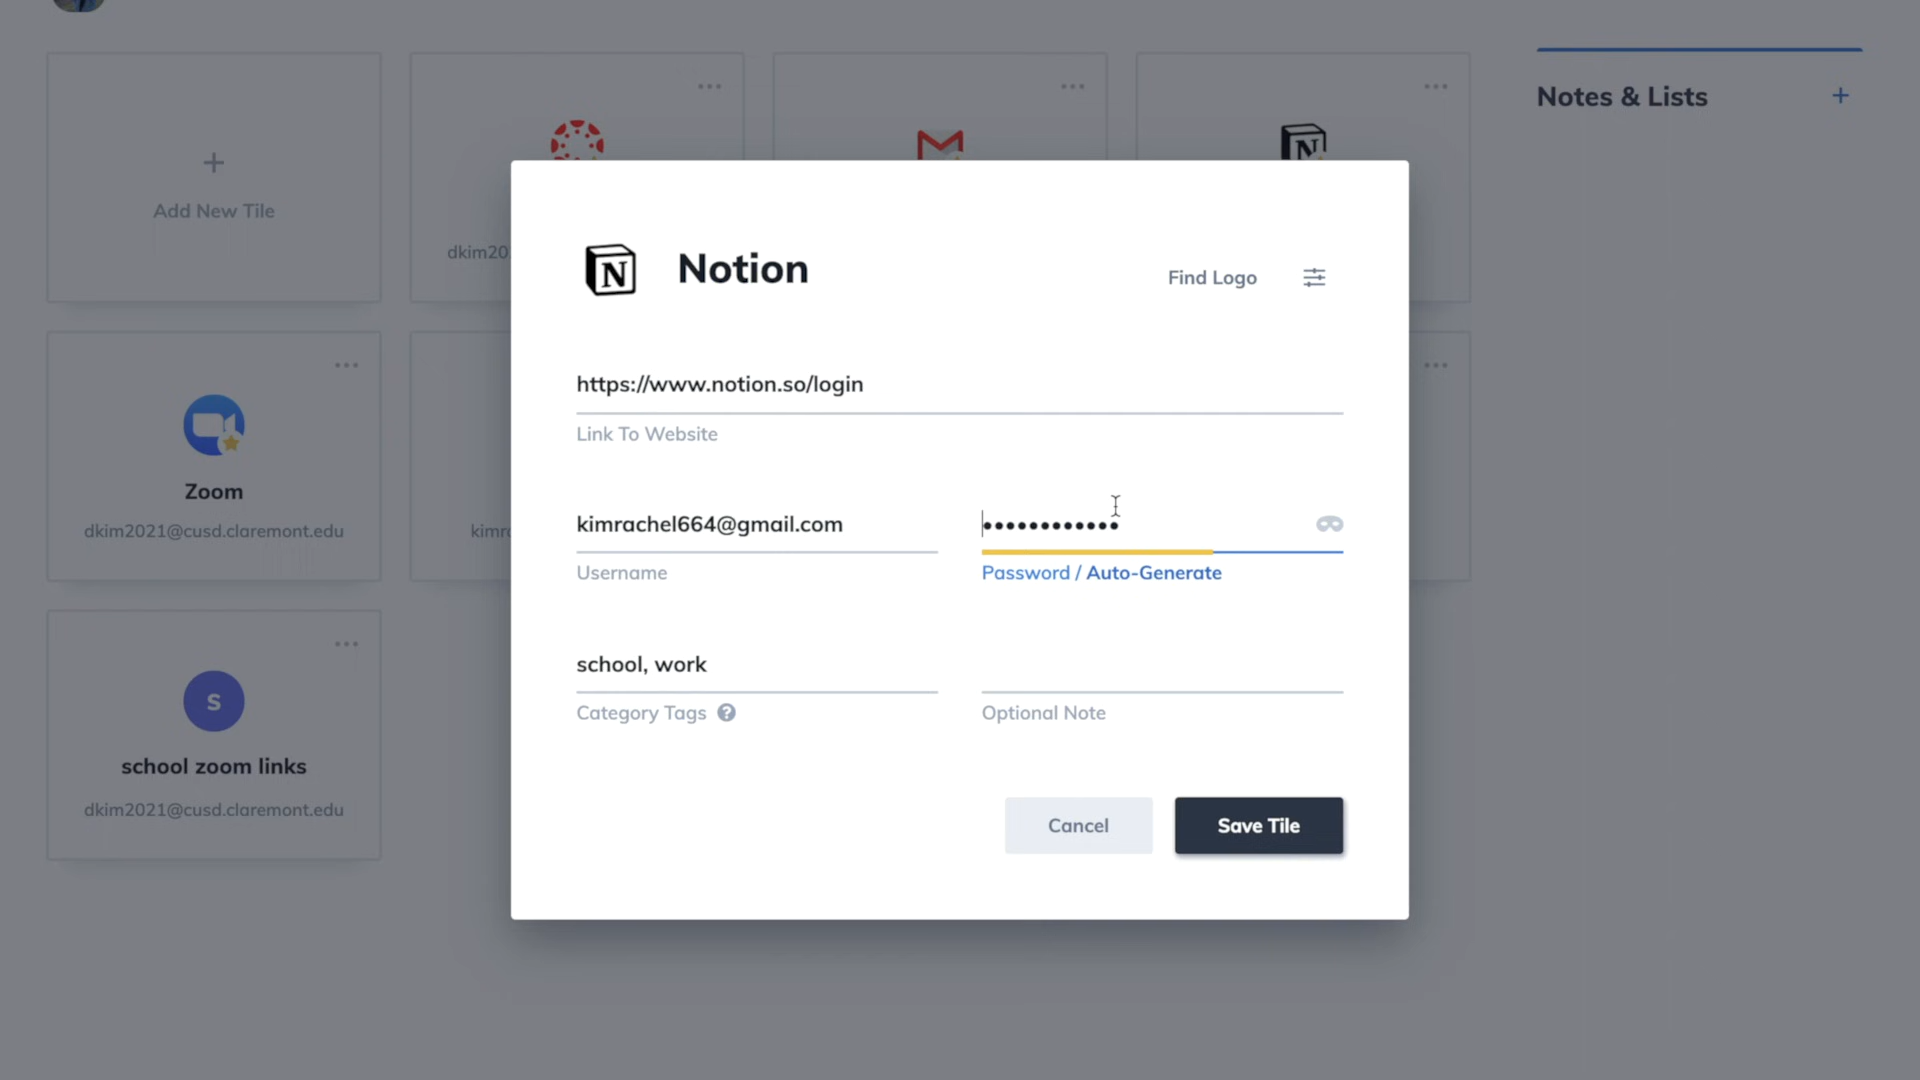 Notes & Lists
Add New Tile
dkim20
Notion
Find Logo
https://www.notion.so/login
Link To Website
Zoom
dkim2021@cusd.claremont.edu
kimr
kimrachel664@gmail.com
••••••••••••
Username
Password / Auto-Generate
school, work
Category Tags ?
Optional Note
S
school zoom links
dkim2021@cusd.claremont.edu
Cancel
Save Tile